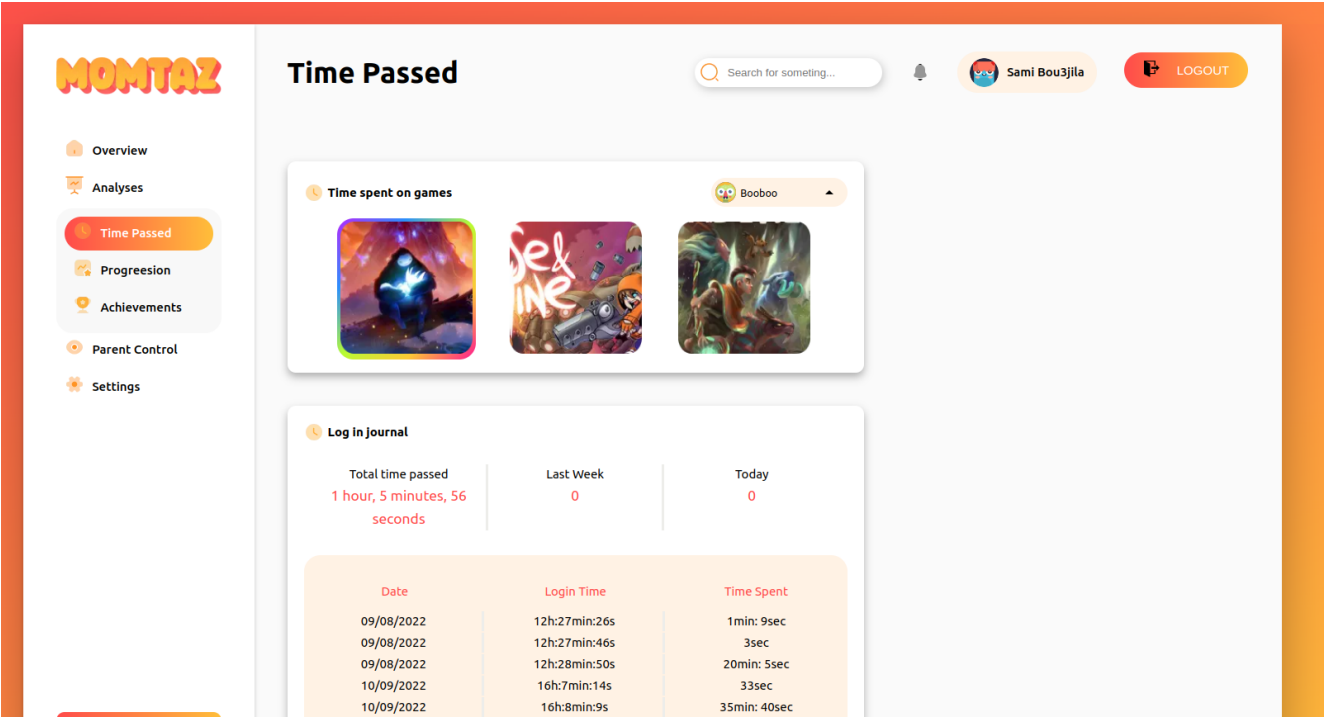 MOMTAZ
Overview
Analyses
Time Passed
Progreesion
Achievements
Parent Control
Settings
Time Passed
Search for someting...
Sami Bou3jila
LOGOUT
Time spent on games
Booboo
Log in journal
Total time passed
1 hour, 5 minutes, 56
seconds
Last Week
0
Today
0
Date Login Time Time Spent
09/08/2022 12h:27min:26s 1min: 9sec
09/08/2022 12h:27min:46s 3sec
09/08/2022 12h:28min:50s 20min: 5sec
10/09/2022 16h:7min:14s 33sec
10/09/2022 16h:8min:9s 35min: 40sec